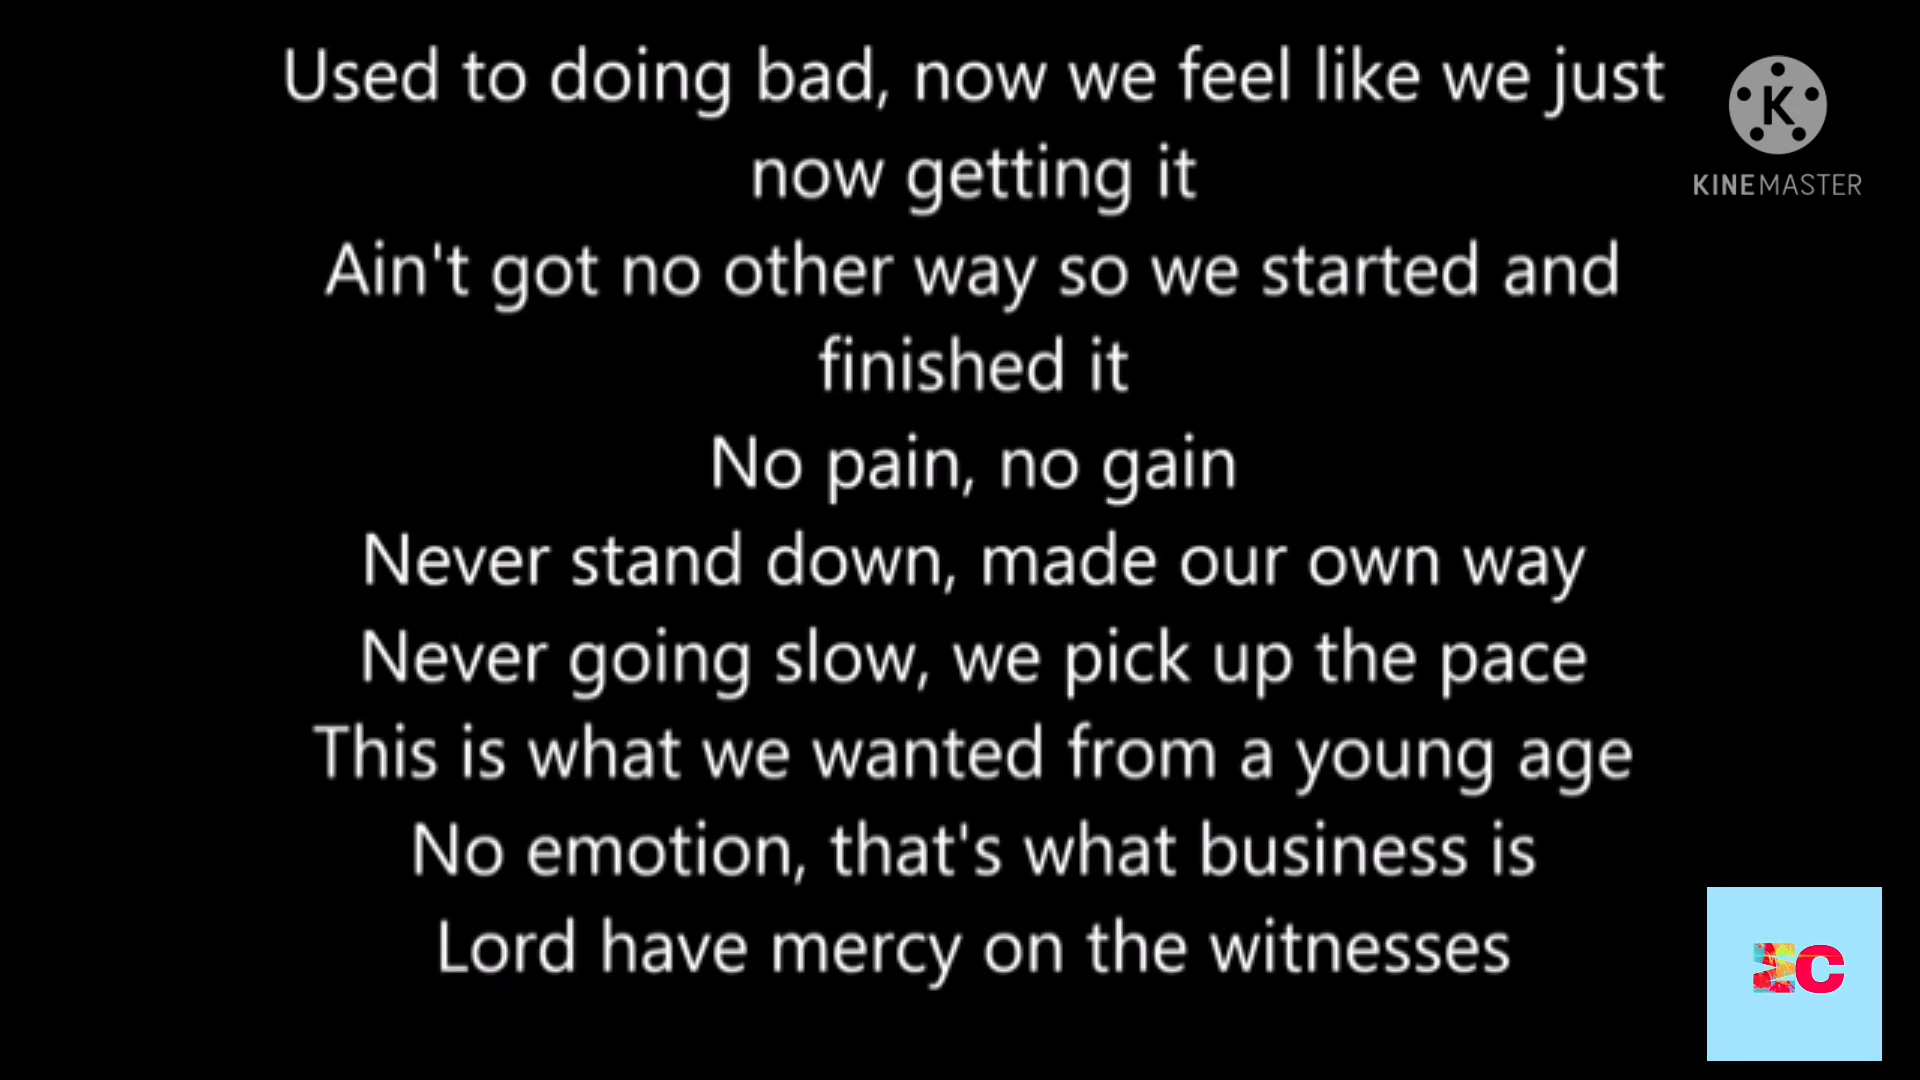 Used to doing bad, now we feel like we just
now getting it
Ain't got no other way so we started and
finished it
No pain, no gain
Never stand down, made our own way
Never going slow, we pick up the pace
This is what we wanted from a young age
No emotion, that's what business is
Lord have mercy on the witnesses
K
KINEMASTER
C